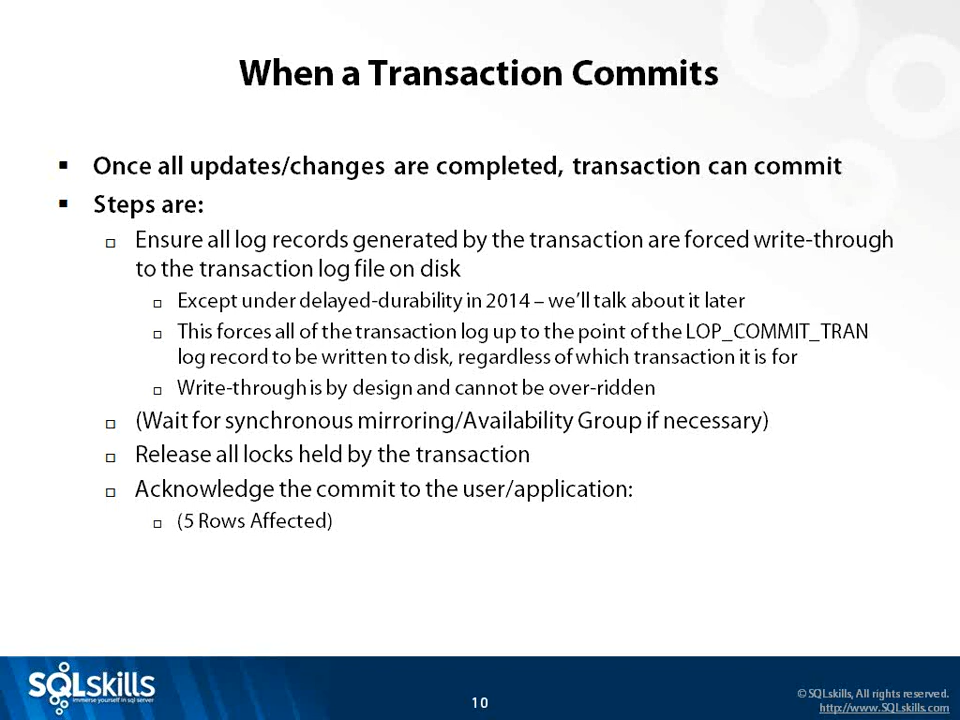 When a Transaction Commits
Once all updates/changes are completed, transaction can commit
Steps are:
Ensure all log records generated by the transaction are forced write-through
to the transaction log file on disk
Except under delayed-durability in 2014 – we'll talk about it later
This forces all of the transaction log up to the point of the LOP_COMMIT_TRAN
log record to be written to disk, regardless of which transaction it is for
Write-through is by design and cannot be over-ridden
(Wait for synchronous mirroring/Availability Group if necessary)
Release all locks held by the transaction
Acknowledge the commit to the user/application:
(5 Rows Affected)
SQLskills
immerse yourself in sql server
10
© SQLskills, All rights reserved.
http://www.SQLskills.com